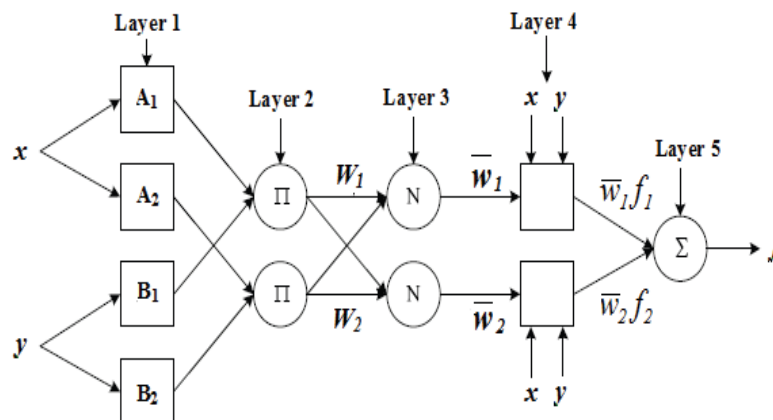 Layer 1
Layer 4
A₁
Layer 2
Layer 3
x y
x
W₁
w̅₁
Layer 5
A₂
Π
N
w̅₁f₁
Σ
B₁
Π
N
w̅₂f₂
y
W₂
w̅₂
B₂
x y